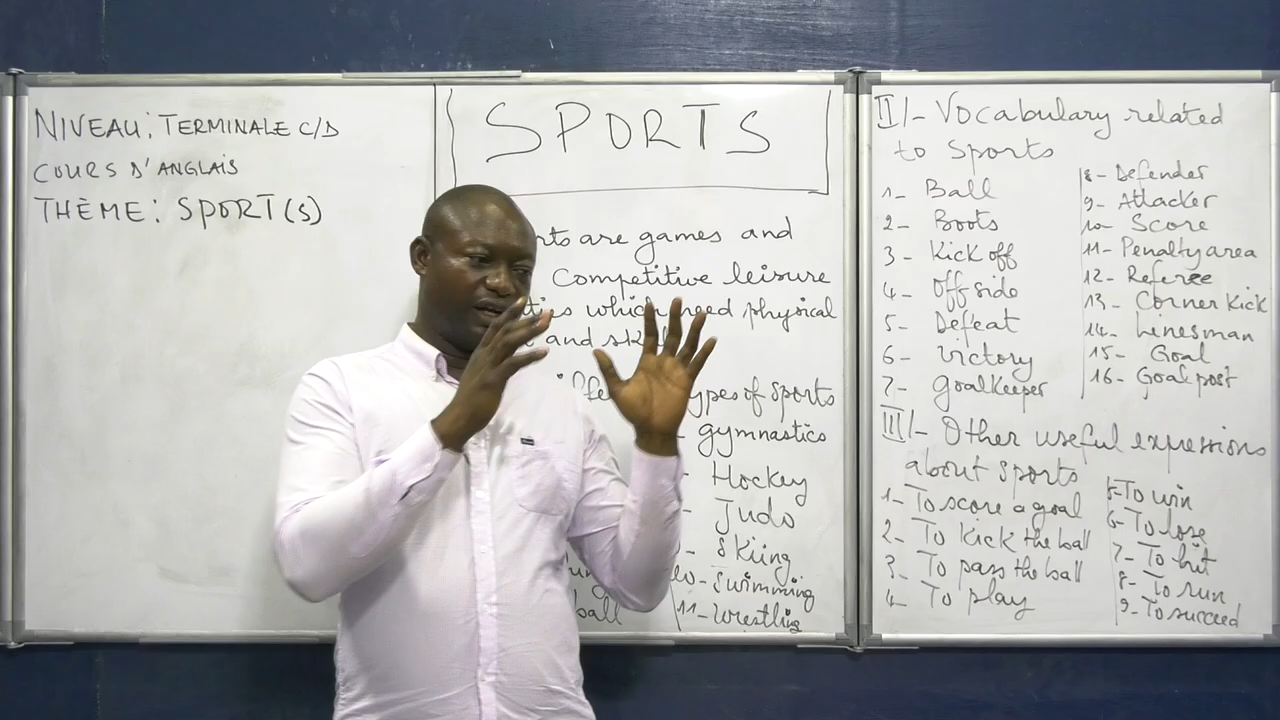 NIVEAU: TERMINALE C/D
COURS D'ANGLAIS
THÈME: SPORT(S)
SPORTS
are games and
Competitive leisure
which need physical
and
types of sports
gymnastics
Hockey
Judo
Skiing
10- Swimming
ball
11- Wrestling
II/- Vocabulary related
to Sports
1- Ball
2- Boots
3- Kick off
4- Off side
5- Defeat
6- Victory
7- Goalkeeper
8- Defender
9- Attacker
10- Score
11- Penalty area
12- Referee
13- Corner Kick
14- Linesman
15- Goal
16- Goal post
III/- Other useful expressions
about sports
1- To score a goal
2- To Kick the ball
3- To pass the ball
4- To play
5- To win
6- To lose
7- To hit
8- To run
9- To succeed